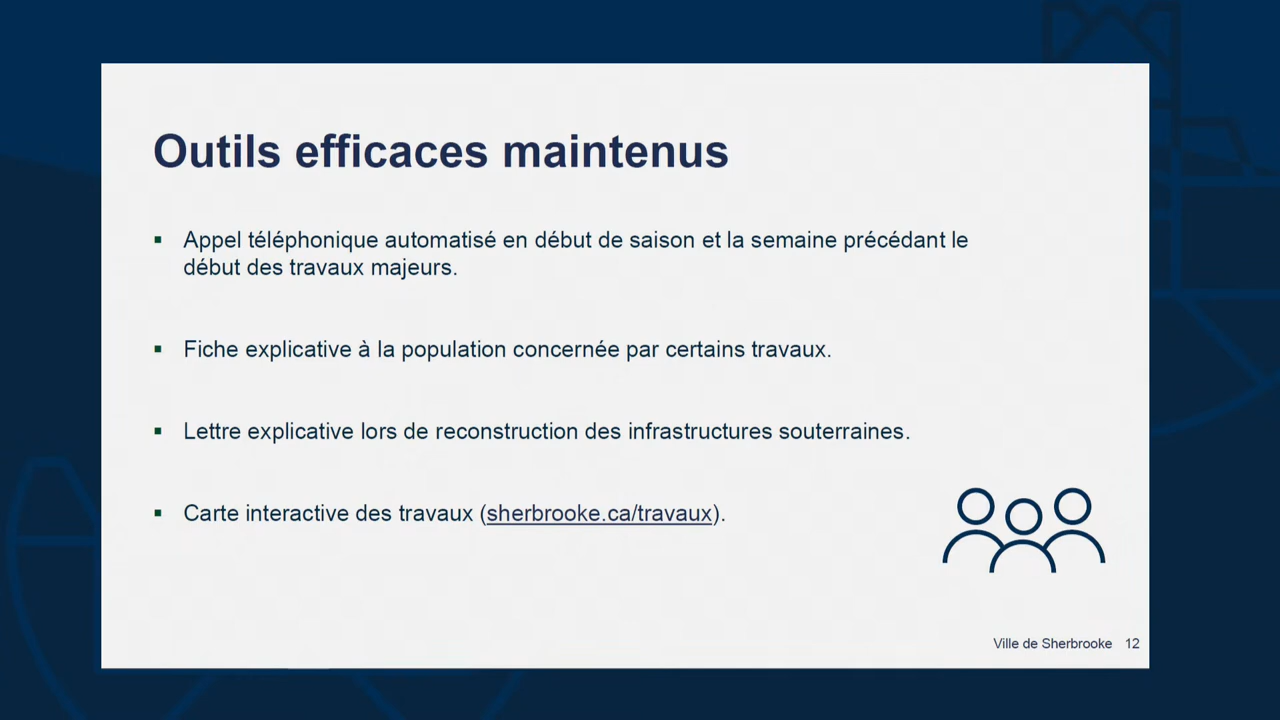 Outils efficaces maintenus
▪ Appel téléphonique automatisé en début de saison et la semaine précédant le
début des travaux majeurs.
▪ Fiche explicative à la population concernée par certains travaux.
▪ Lettre explicative lors de reconstruction des infrastructures souterraines.
▪ Carte interactive des travaux (sherbrooke.ca/travaux).
Ville de Sherbrooke 12